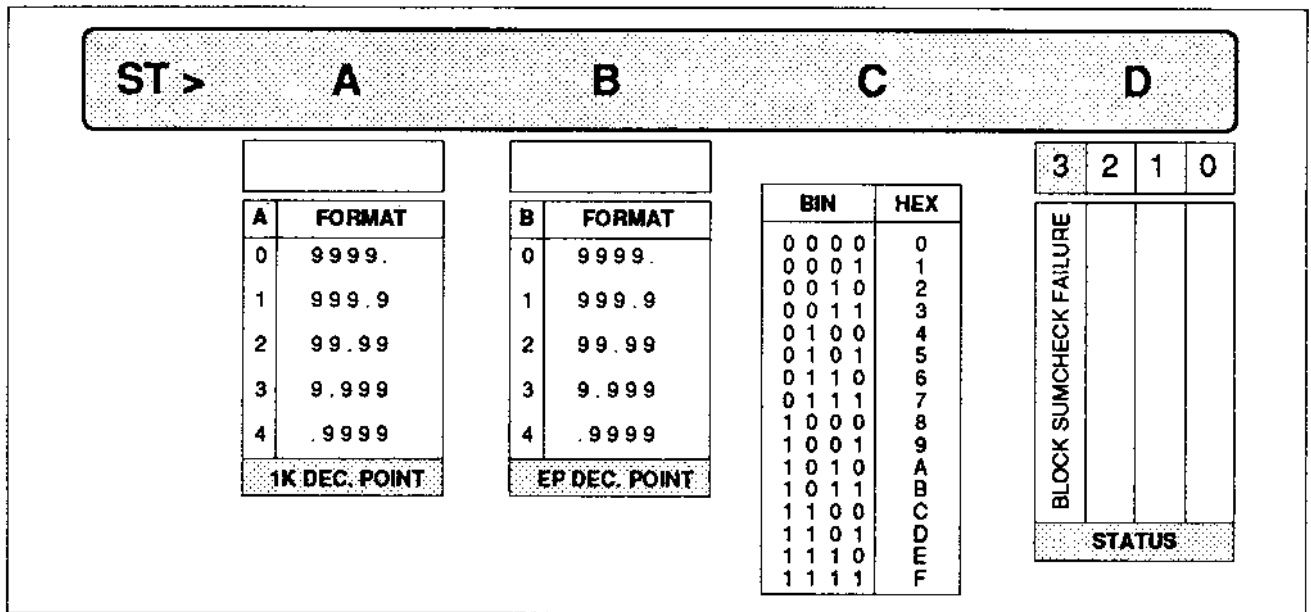 ST > A B C D
3 2 1 0
A FORMAT
0 9999.
1 999.9
2 99.99
3 9.999
4 .9999
1K DEC. POINT
B FORMAT
0 9999.
1 999.9
2 99.99
3 9.999
4 .9999
EP DEC. POINT
BIN HEX
0 0 0 0 0
0 0 0 1 1
0 0 1 0 2
0 0 1 1 3
0 1 0 0 4
0 1 0 1 5
0 1 1 0 6
0 1 1 1 7
1 0 0 0 8
1 0 0 1 9
1 0 1 0 A
1 0 1 1 B
1 1 0 0 C
1 1 0 1 D
1 1 1 0 E
1 1 1 1 F
BLOCK SUMCHECK FAILURE
STATUS